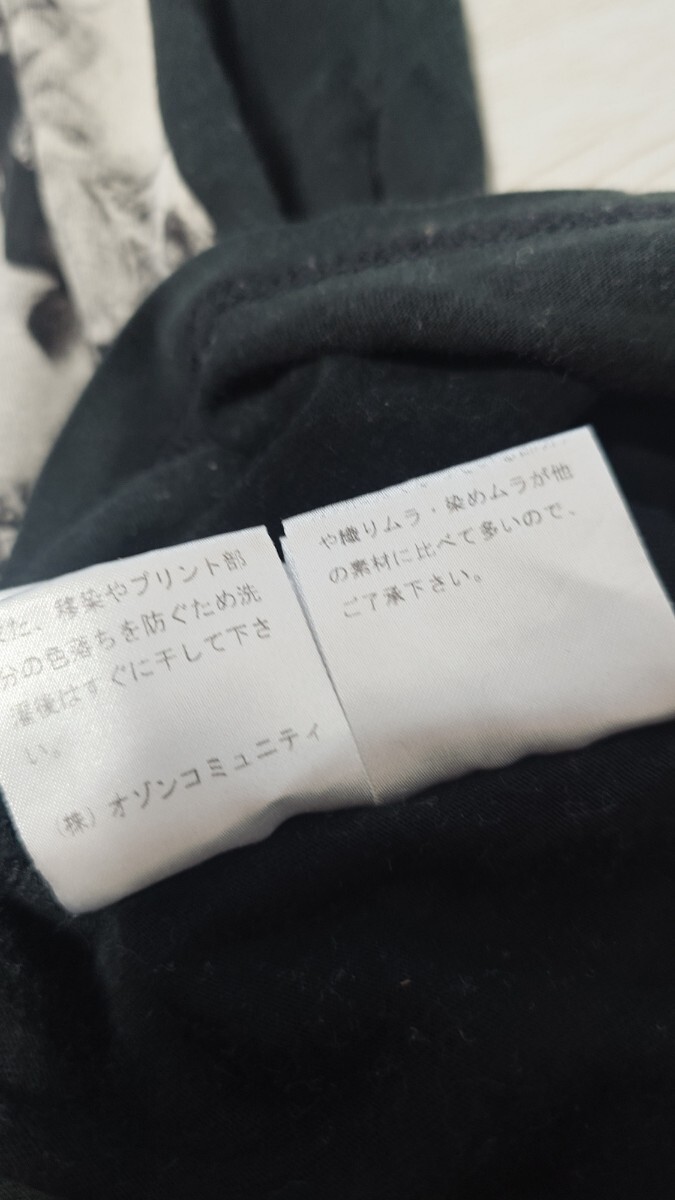 また、移染やプリント部
分の色落ちを防ぐため洗
濯後はすぐに干して下さ
い。
（株）オゾンコミュニティ
や織りムラ・染めムラが他
の素材に比べて多いので、
ご了承下さい。